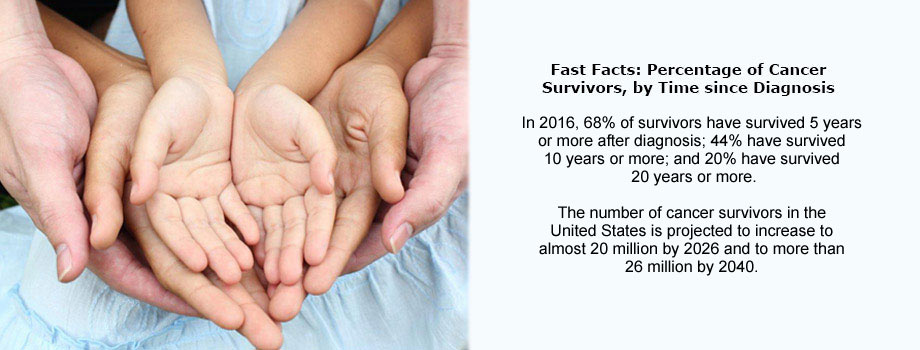 Fast Facts: Percentage of Cancer
Survivors, by Time since Diagnosis
In 2016, 68% of survivors have survived 5 years
or more after diagnosis; 44% have survived
10 years or more; and 20% have survived
20 years or more.
The number of cancer survivors in the
United States is projected to increase to
almost 20 million by 2026 and to more than
26 million by 2040.